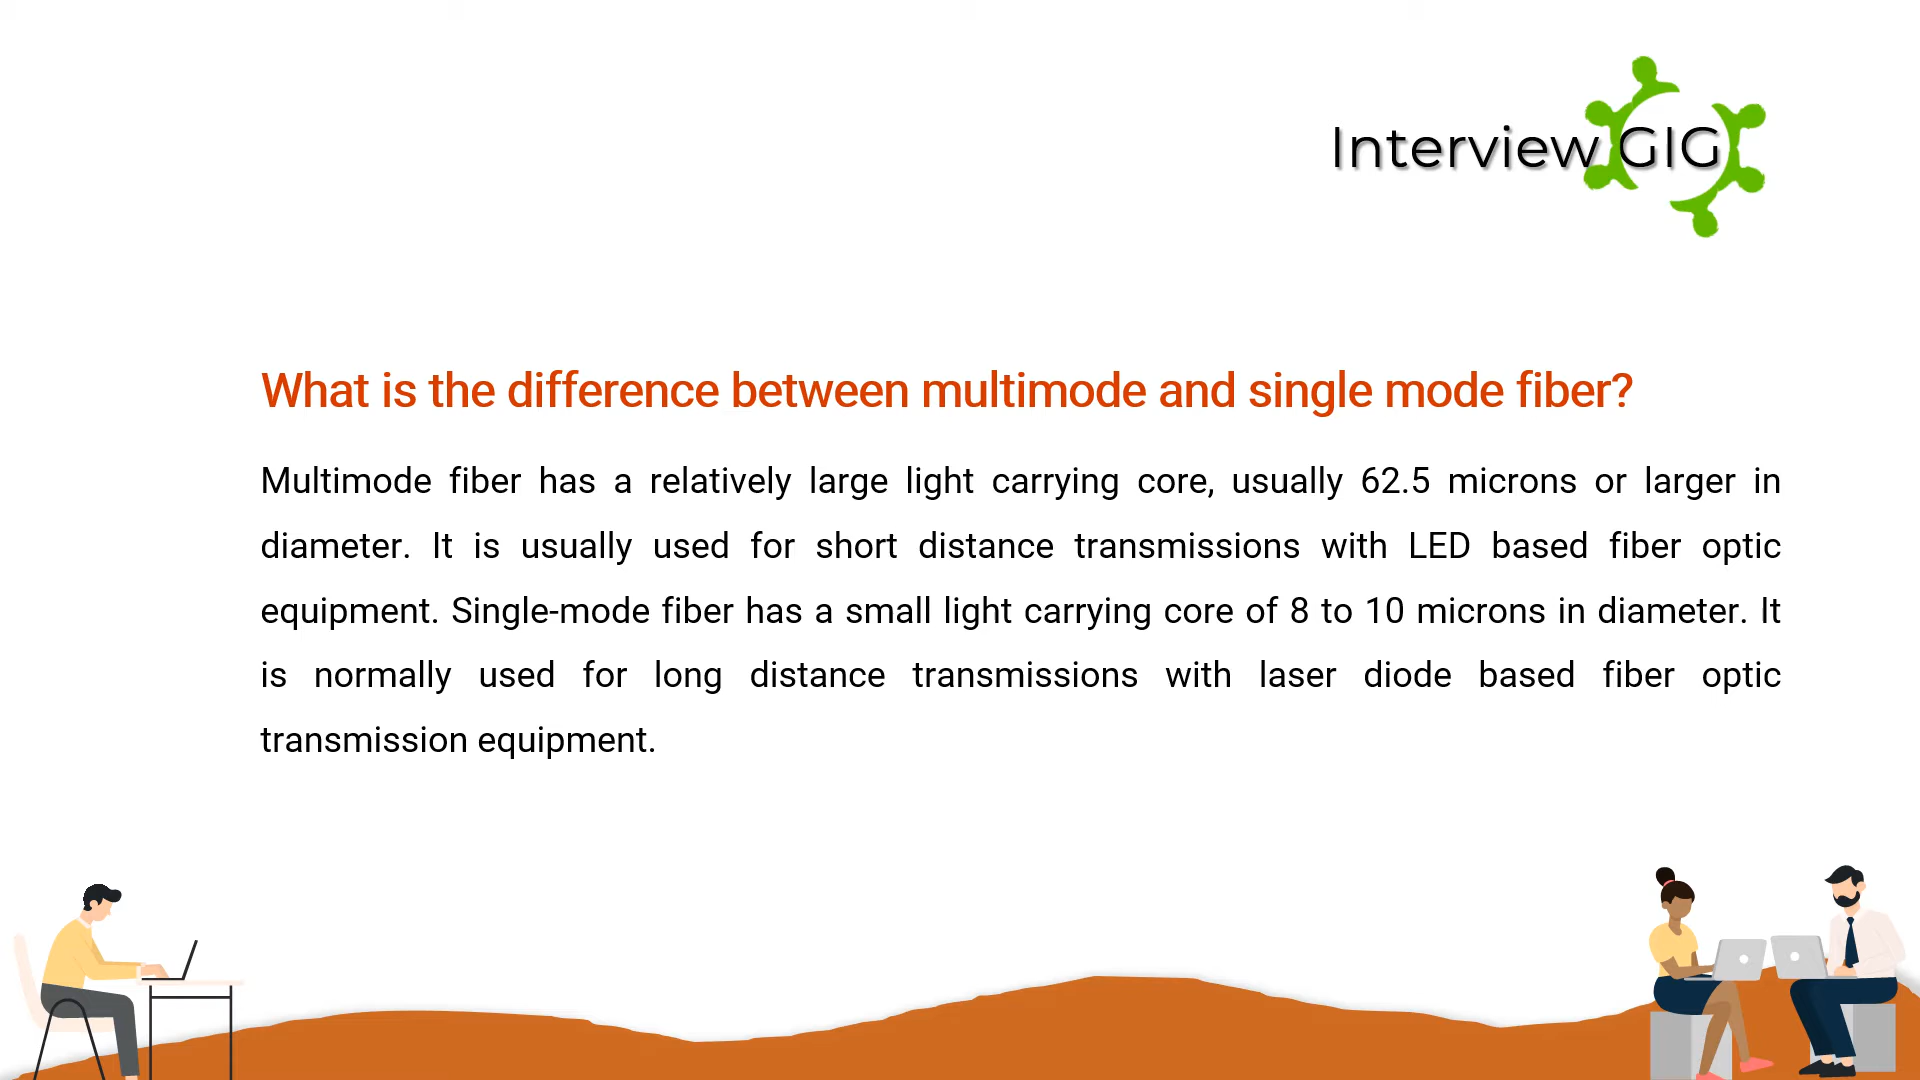 Interview GIG
What is the difference between multimode and single mode fiber?
Multimode fiber has a relatively large light carrying core, usually 62.5 microns or larger in
diameter. It is usually used for short distance transmissions with LED based fiber optic
equipment. Single-mode fiber has a small light carrying core of 8 to 10 microns in diameter. It
is normally used for long distance transmissions with laser diode based fiber optic
transmission equipment.